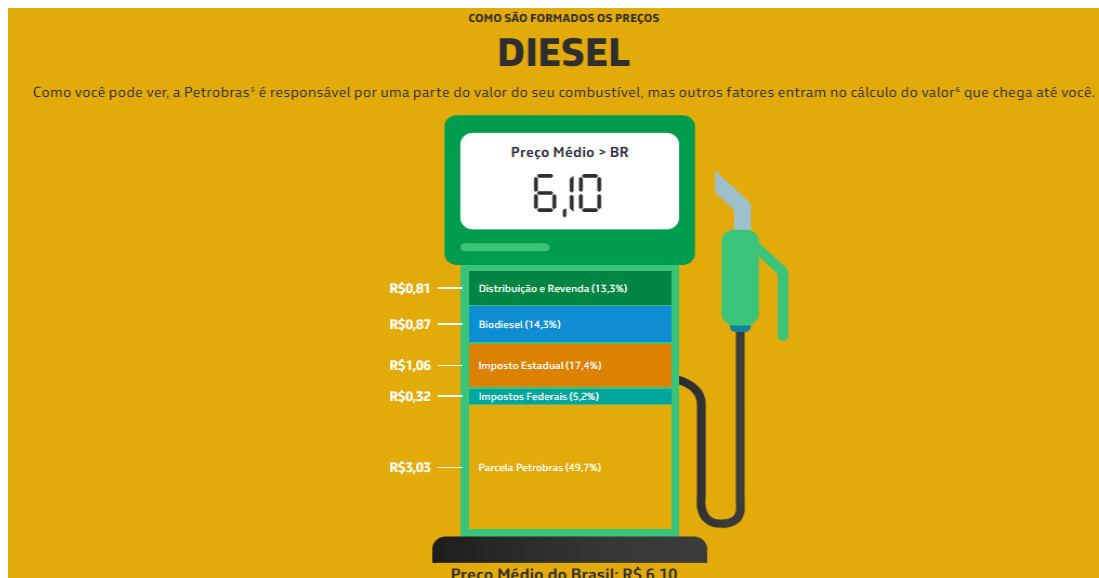 COMO SÃO FORMADOS OS PREÇOS
DIESEL
Como você pode ver, a Petrobras⁵ é responsável por uma parte do valor do seu combustível, mas outros fatores entram no cálculo do valor⁶ que chega até você.
Preço Médio > BR
6,10
R$0,81 Distribuição e Revenda (13,3%)
R$0,87 Biodiesel (14,3%)
R$1,06 Imposto Estadual (17,4%)
R$0,32 Impostos Federais (5,2%)
R$3,03 Parcela Petrobras (49,7%)
Preço Médio do Brasil: R$ 6,10